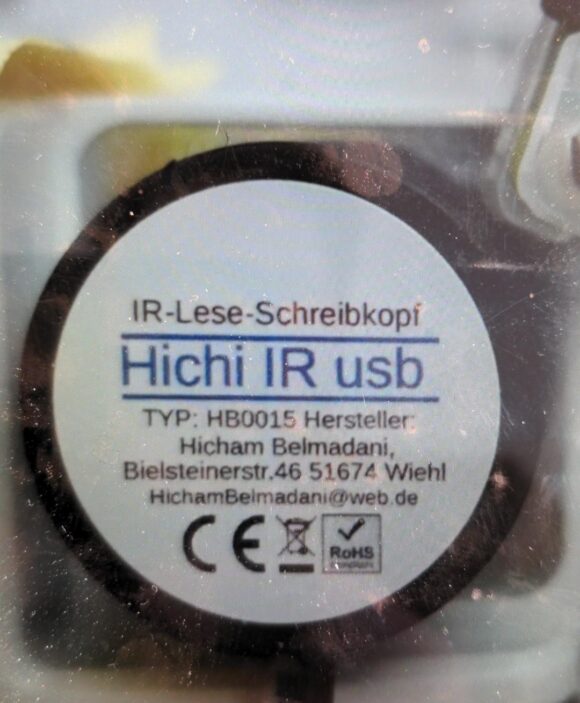 IR-Lese-Schreibkopf
Hichi IR usb
TYP: HB0015 Hersteller:
Hicham Belmadani,
Bielsteinerstr.46 51674 Wiehl
HichamBelmadani@web.de
CE
RoHS
compliant